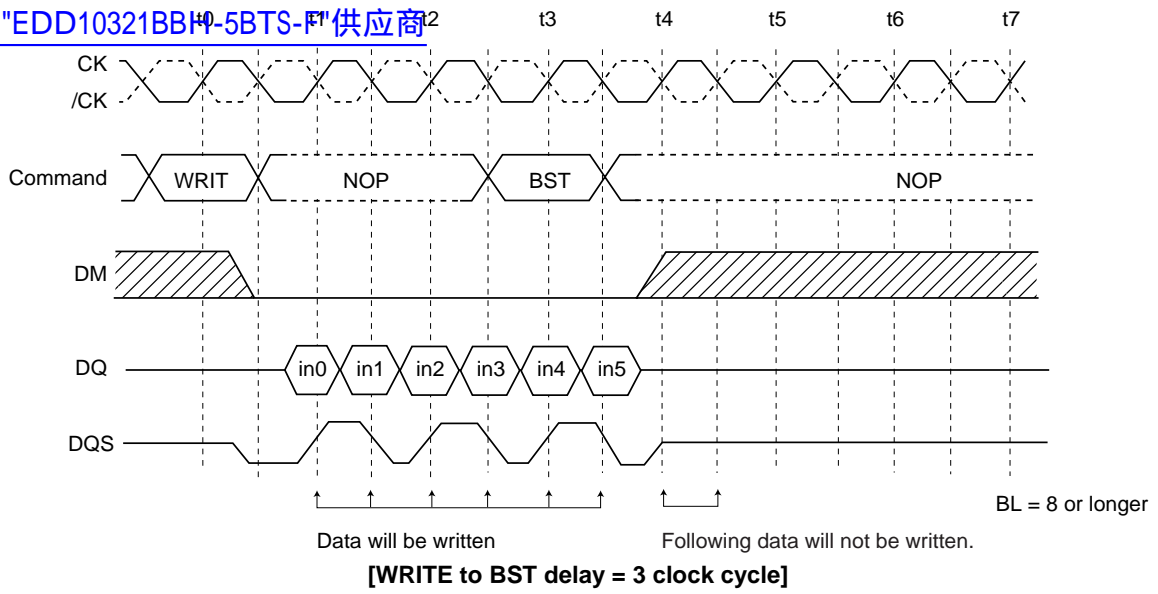 "EDD10321BBH-5BTS-F"供应商
t0 t1 t2 t3 t4 t5 t6 t7
CK
/CK
Command WRIT NOP BST NOP
DM
DQ in0 in1 in2 in3 in4 in5
DQS
BL = 8 or longer
Data will be written Following data will not be written.
[WRITE to BST delay = 3 clock cycle]